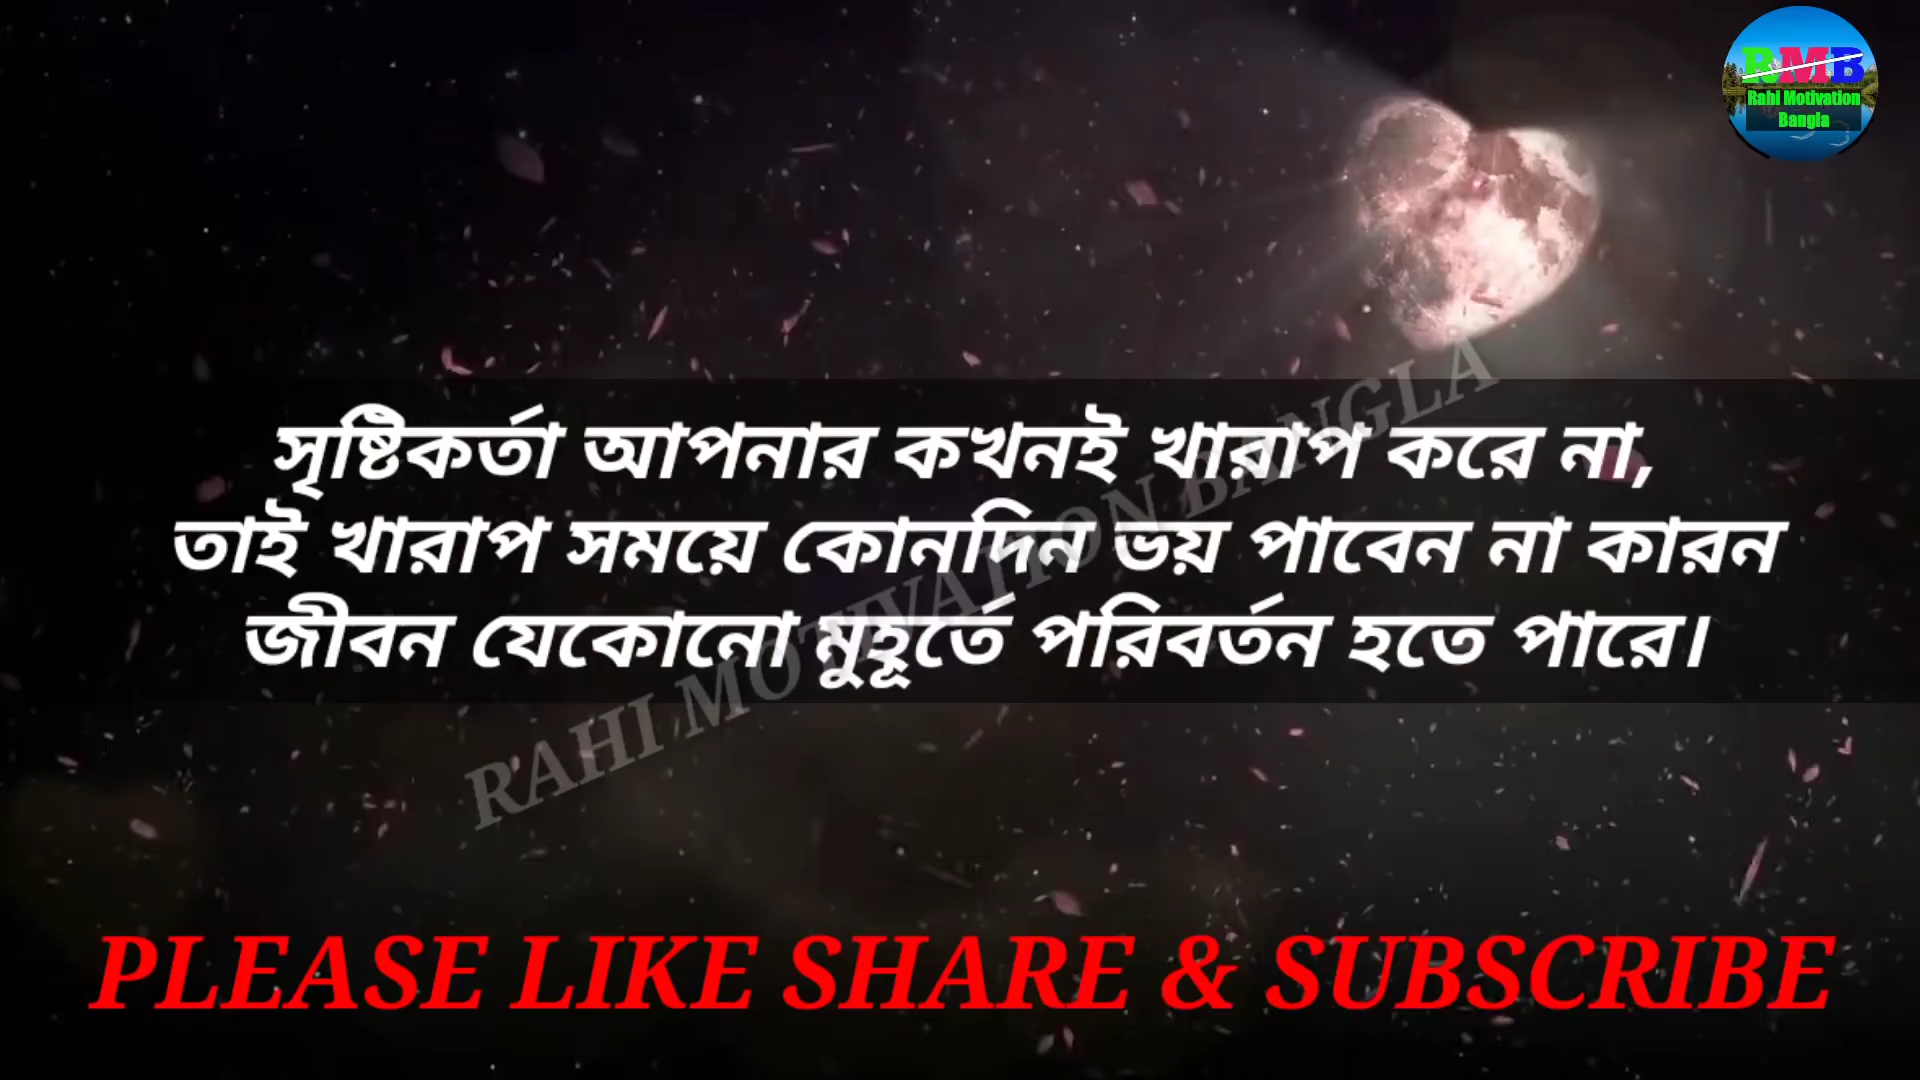 RMB
Rahi Motivation
Bangla
সৃষ্টিকর্তা আপনার কখনই খারাপ করে না,
তাই খারাপ সময়ে কোনদিন ভয় পাবেন না কারন
জীবন যেকোনো মুহূর্তে পরিবর্তন হতে পারে।
RAHI MOTIVATION BANGLA
PLEASE LIKE SHARE & SUBSCRIBE